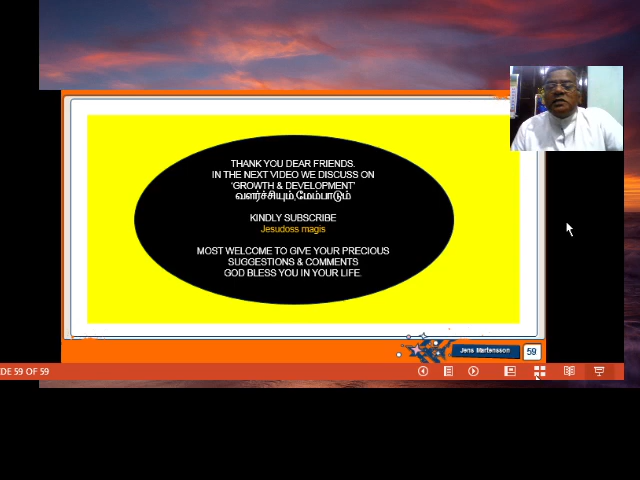 THANK YOU DEAR FRIENDS.
IN THE NEXT VIDEO WE DISCUSS ON
'GROWTH & DEVELOPMENT'
வளர்ச்சியும்,மேம்பாடும்
KINDLY SUBSCRIBE
Jesudoss magis
MOST WELCOME TO GIVE YOUR PRECIOUS
SUGGESTIONS & COMMENTS
GOD BLESS YOU IN YOUR LIFE.
Jens Martensson
59
DE 59 OF 59